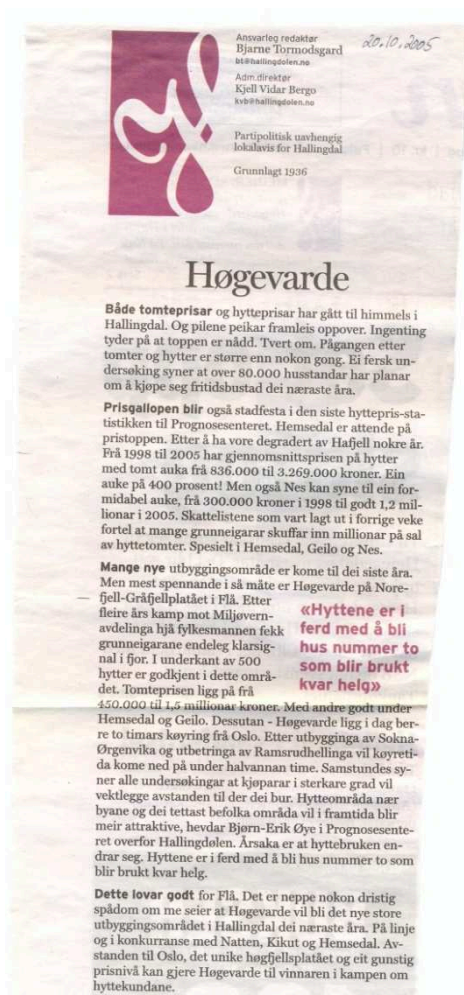 Ansvarleg redaktør
Bjarne Tormodsgard
bt@hallingdolen.no
20.10.2005
Adm.direktør
Kjell Vidar Bergo
kvb@hallingdolen.no
Partipolitisk uavhengig
lokalavis for Hallingdal
Grunnlagt 1936
Høgevarde
Både tomteprisar og hytteprisar har gått til himmels i
Hallingdal. Og pilene peikar framleis oppover. Ingenting
tyder på at toppen er nådd. Tvert om. Pågangen etter
tomter og hytter er større enn nokon gong. Ei fersk un-
dersøking syner at over 80.000 husstandar har planar
om å kjøpe seg fritidsbustad dei næraste åra.
Prisgallopen blir også stadfesta i den siste hyttepris-sta-
tistikken til Prognosesenteret. Hemsedal er attende på
pristoppen. Etter å ha vore degradert av Hafjell nokre år.
Frå 1998 til 2005 har gjennomsnittsprisen på hytter
med tomt auka frå 836.000 til 3.269.000 kroner. Ein
auke på 400 prosent! Men også Nes kan syne til ein for-
midabel auke, frå 300.000 kroner i 1998 til godt 1,2 mil-
lionar i 2005. Skattelistene som vart lagt ut i forrige veke
fortel at mange grunneigarar skuffar inn millionar på sal
av hyttetomter. Spesielt i Hemsedal, Geilo og Nes.
Mange nye utbyggingsområde er kome til dei siste åra.
Men mest spennande i så måte er Høgevarde på Nore-
fjell-Gråfjellplatået i Flå. Etter
fleire års kamp mot Miljøvern-
avdelinga hjå fylkesmannen fekk
grunneigarane endeleg klarsig-
nal i fjor. I underkant av 500
hytter er godkjent i dette områ-
det. Tomteprisen ligg på frå
450.000 til 1,5 millionar kroner. Med andre godt under
Hemsedal og Geilo. Dessutan - Høgevarde ligg i dag ber-
re to timars køyring frå Oslo. Etter utbygginga av Sokna-
Ørgenvika og utbetringa av Ramsrudhellinga vil køyreti-
da kome ned på under halvannan time. Samstundes sy-
ner alle undersøkingar at kjøparar i sterkare grad vil
vektlegge avstanden til der dei bur. Hytteområda nær
byane og dei tettast befolka områda vil i framtida blir
meir attraktive, hevdar Bjørn-Erik Øye i Prognosesente-
ret overfor Hallingdølen. Årsaka er at hyttebruken en-
drar seg. Hyttene er i ferd med å bli hus nummer to som
blir brukt kvar helg.
«Hyttene er i
ferd med å bli
hus nummer to
som blir brukt
kvar helg»
Dette lovar godt for Flå. Det er neppe nokon dristig
spådom om me seier at Høgevarde vil bli det nye store
utbyggingsområdet i Hallingdal dei næraste åra. På linje
og i konkurranse med Natten, Kikut og Hemsedal. Av-
standen til Oslo, det unike høgfjellsplatået og eit gunstig
prisnivå kan gjere Høgevarde til vinnaren i kampen om
hyttekundane.